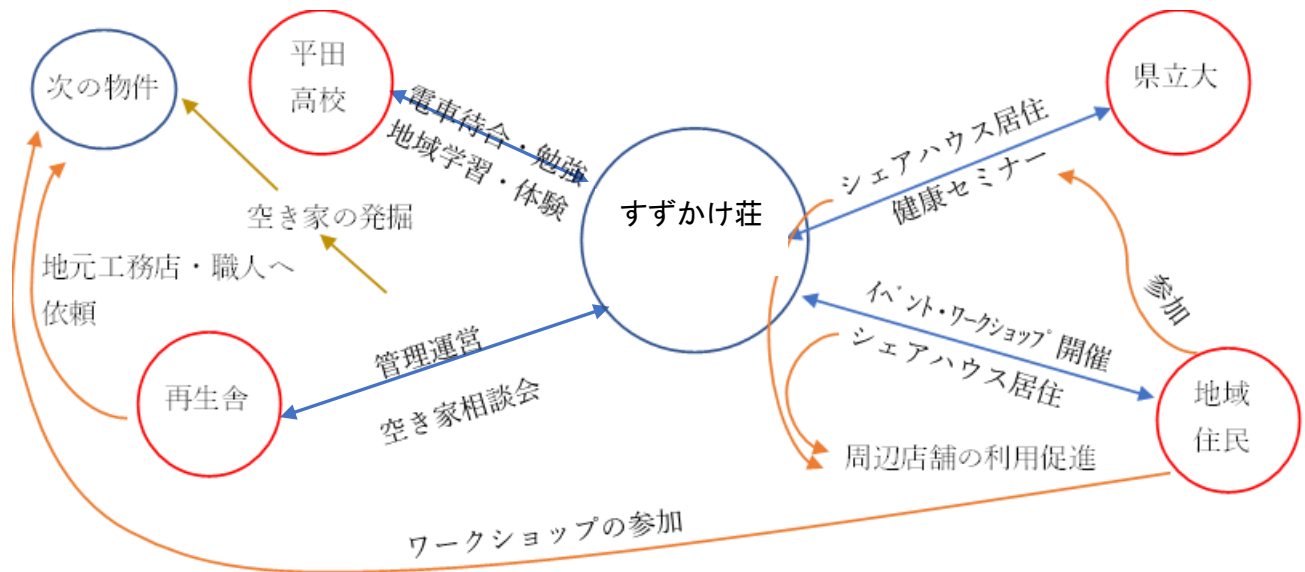 次の物件
平田
高校
県立大
電車待合・勉強
地域学習・体験
シェアハウス居住
健康セミナー
すずかけ荘
空き家の発掘
地元工務店・職人へ
依頼
参加
ｲﾍﾞﾝﾄ・ﾜｰｸｼｮｯﾌﾟ開催
シェアハウス居住
管理運営
空き家相談会
再生舎
地域
住民
周辺店舗の利用促進
ワークショップの参加